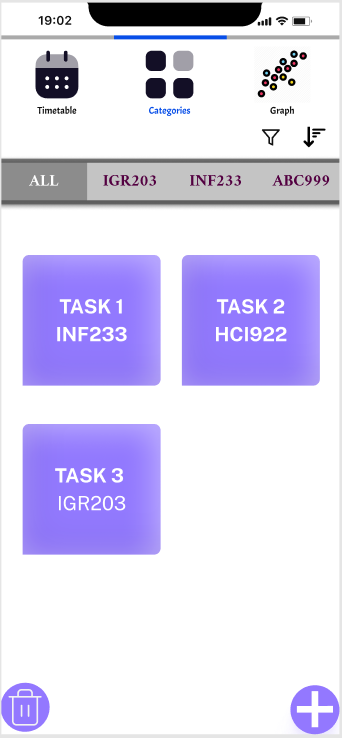 19:02
Timetable Categories Graph
ALL IGR203 INF233 ABC999
TASK 1
INF233
TASK 2
HCI922
TASK 3
IGR203